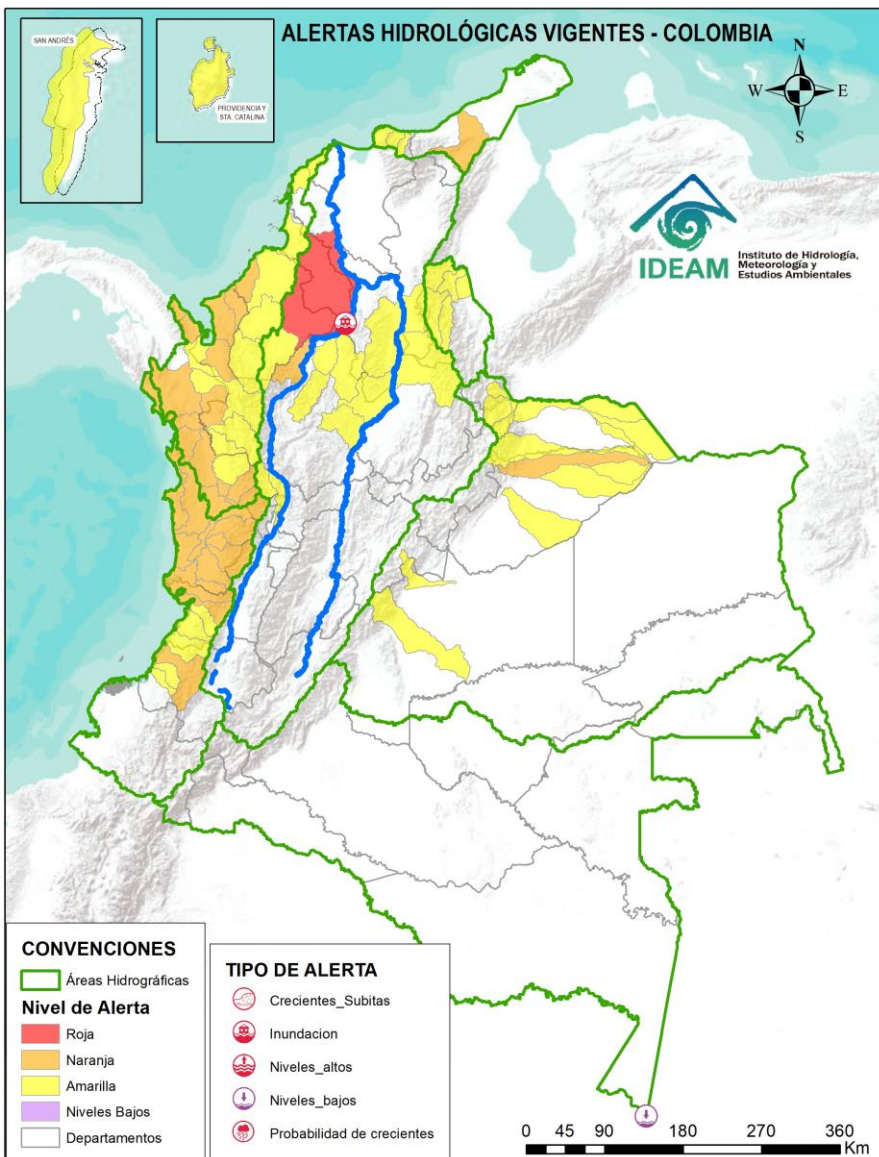 ALERTAS HIDROLÓGICAS VIGENTES - COLOMBIA
SAN ANDRÉS
PROVIDENCIA Y
STA. CATALINA
N
W
E
S
IDEAM
Instituto de Hidrología,
Meteorología y
Estudios Ambientales
CONVENCIONES
Áreas Hidrográficas
Nivel de Alerta
Roja
Naranja
Amarilla
Niveles Bajos
Departamentos
TIPO DE ALERTA
Crecientes_Subitas
Inundacion
Niveles_altos
Niveles_bajos
Probabilidad de crecientes
0 45 90 180 270 360
Km